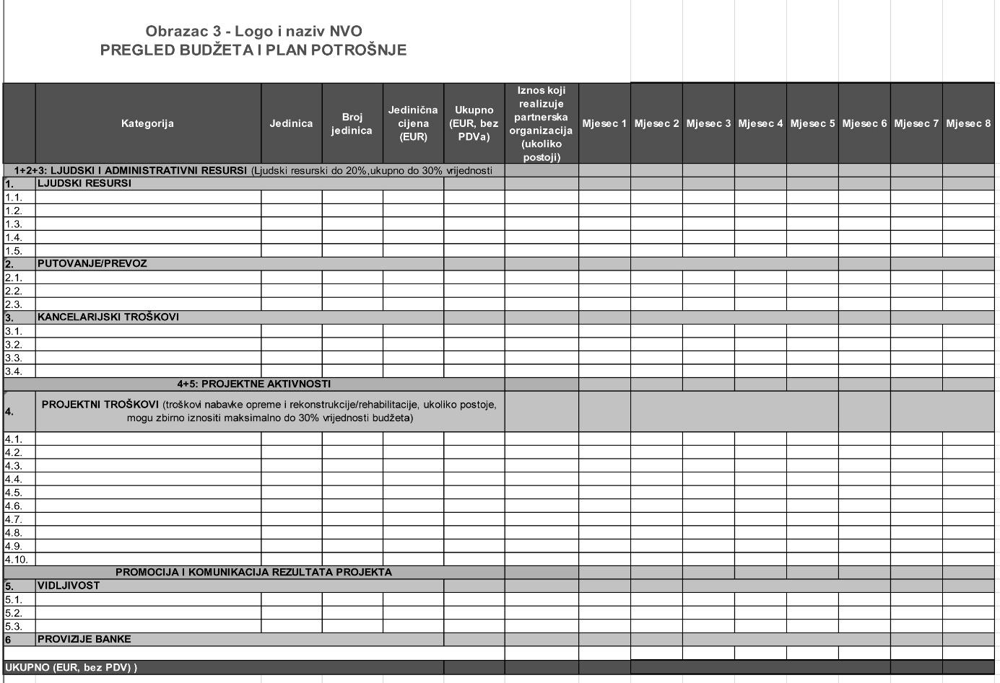 Obrazac 3 - Logo i naziv NVO
PREGLED BUDŽETA I PLAN POTROŠNJE
Kategorija
Jedinica
Broj
jedinica
Jedinična
cijena
(EUR)
Ukupno
(EUR, bez
PDVa)
Iznos koji
realizuje
partnerska
organizacija
(ukoliko
postoji)
Mjesec 1
Mjesec 2
Mjesec 3
Mjesec 4
Mjesec 5
Mjesec 6
Mjesec 7
Mjesec 8
1+2+3: LJUDSKI I ADMINISTRATIVNI RESURSI (Ljudski resurski do 20%,ukupno do 30% vrijednosti
1. LJUDSKI RESURSI
1.1.
1.2.
1.3.
1.4.
1.5.
2. PUTOVANJE/PREVOZ
2.1.
2.2.
2.3.
3. KANCELARIJSKI TROŠKOVI
3.1.
3.2.
3.3.
3.4.
4+5: PROJEKTNE AKTIVNOSTI
4. PROJEKTNI TROŠKOVI (troškovi nabavke opreme i rekonstrukcije/rehabilitacije, ukoliko postoje,
mogu zbirno iznositi maksimalno do 30% vrijednosti budžeta)
4.1.
4.2.
4.3.
4.4.
4.5.
4.6.
4.7.
4.8.
4.9.
4.10.
PROMOCIJA I KOMUNIKACIJA REZULTATA PROJEKTA
5. VIDLJIVOST
5.1.
5.2.
5.3.
6 PROVIZIJE BANKE
UKUPNO (EUR, bez PDV) )